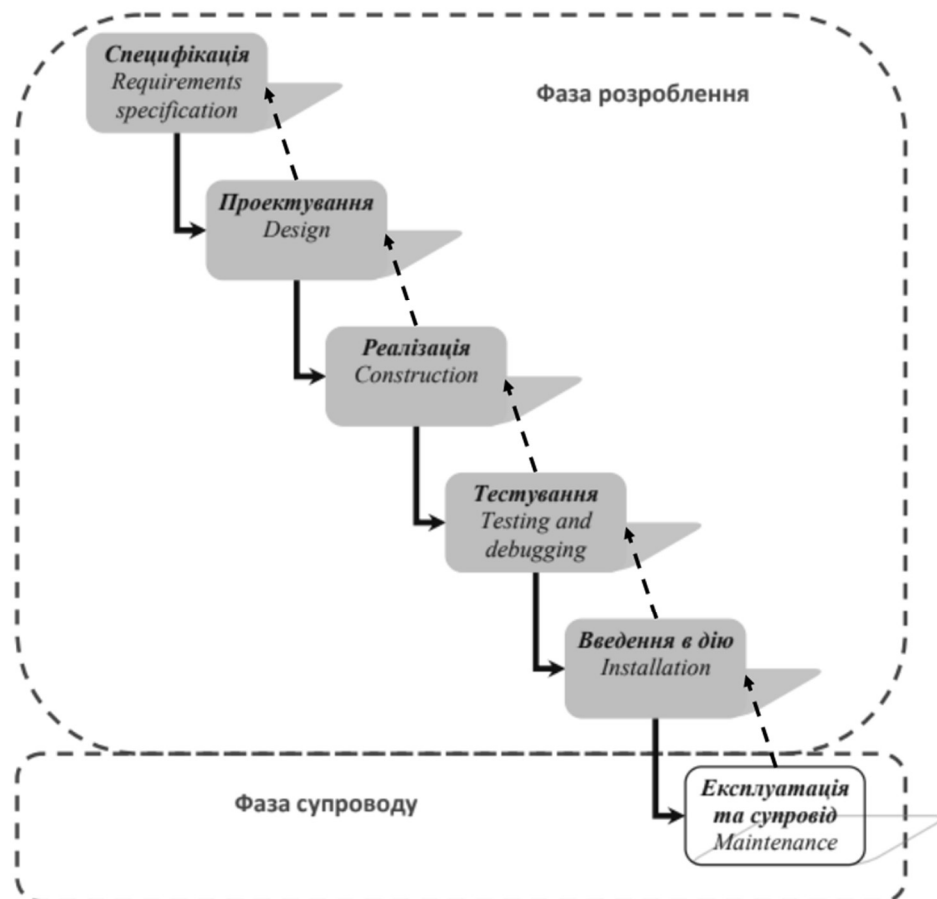 Специфікація
Requirements
specification
Фаза розроблення
Проектування
Design
Реалізація
Construction
Тестування
Testing and
debugging
Введення в дію
Installation
Фаза супроводу
Експлуатація
та супровід
Maintenance